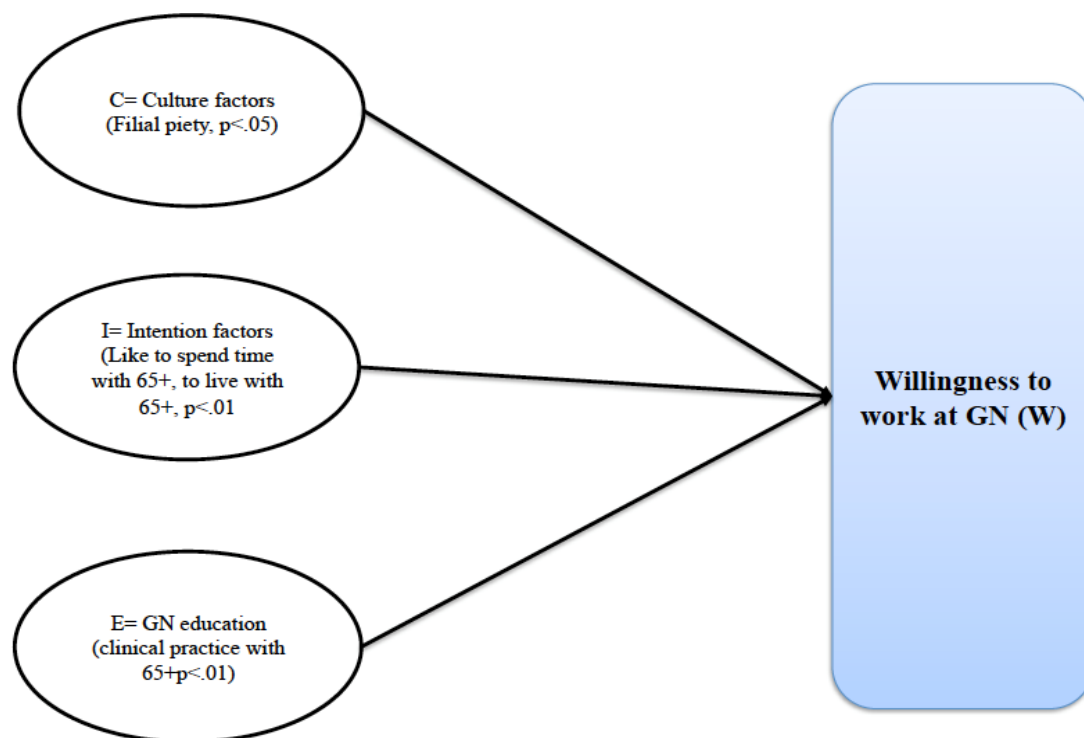 C= Culture factors
(Filial piety, p<.05)
I= Intention factors
(Like to spend time
with 65+, to live with
65+, p<.01
E= GN education
(clinical practice with
65+p<.01)
Willingness to
work at GN (W)